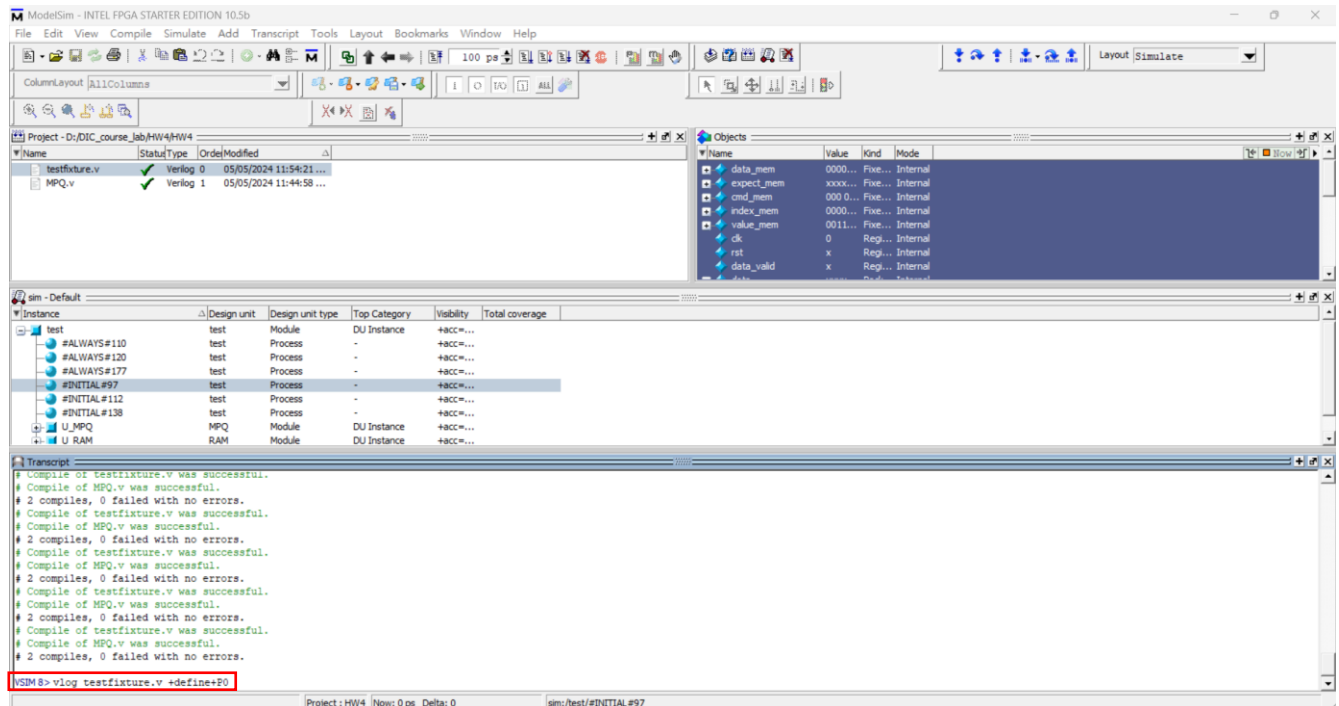 ModelSim - INTEL FPGA STARTER EDITION 10.5b
File Edit View Compile Simulate Add Transcript Tools Layout Bookmarks Window Help
100 ps
Layout Simulate
ColumnLayout AllColumns
Project - D:/DIC_course_lab/HW4/HW4
Name Status Type Order Modified
testfixture.v Verilog 0 05/05/2024 11:54:21 ...
MPQ.v Verilog 1 05/05/2024 11:44:58 ...
Objects
Name Value Kind Mode Now
data_mem 0000... Fixe... Internal
expect_mem xxxx... Fixe... Internal
cmd_mem 000 0... Fixe... Internal
index_mem 0000... Fixe... Internal
value_mem 0011... Fixe... Internal
clk 0 Regi... Internal
rst x Regi... Internal
data_valid x Regi... Internal
sim - Default
Instance Design unit Design unit type Top Category Visibility Total coverage
test test Module DU Instance +acc=...
#ALWAYS#110 test Process - +acc=...
#ALWAYS#120 test Process - +acc=...
#ALWAYS#177 test Process - +acc=...
#INITIAL#97 test Process - +acc=...
#INITIAL#112 test Process - +acc=...
#INITIAL#138 test Process - +acc=...
U_MPQ MPQ Module DU Instance +acc=...
U_RAM RAM Module DU Instance +acc=...
Transcript
# Compile of testfixture.v was successful.
# Compile of MPQ.v was successful.
# 2 compiles, 0 failed with no errors.
# Compile of testfixture.v was successful.
# Compile of MPQ.v was successful.
# 2 compiles, 0 failed with no errors.
# Compile of testfixture.v was successful.
# Compile of MPQ.v was successful.
# 2 compiles, 0 failed with no errors.
# Compile of testfixture.v was successful.
# Compile of MPQ.v was successful.
# 2 compiles, 0 failed with no errors.
# Compile of testfixture.v was successful.
# Compile of MPQ.v was successful.
# 2 compiles, 0 failed with no errors.
VSIM 8> vlog testfixture.v +define+P0
Project : HW4 Now: 0 ps Delta: 0 sim:/test/#INITIAL#97